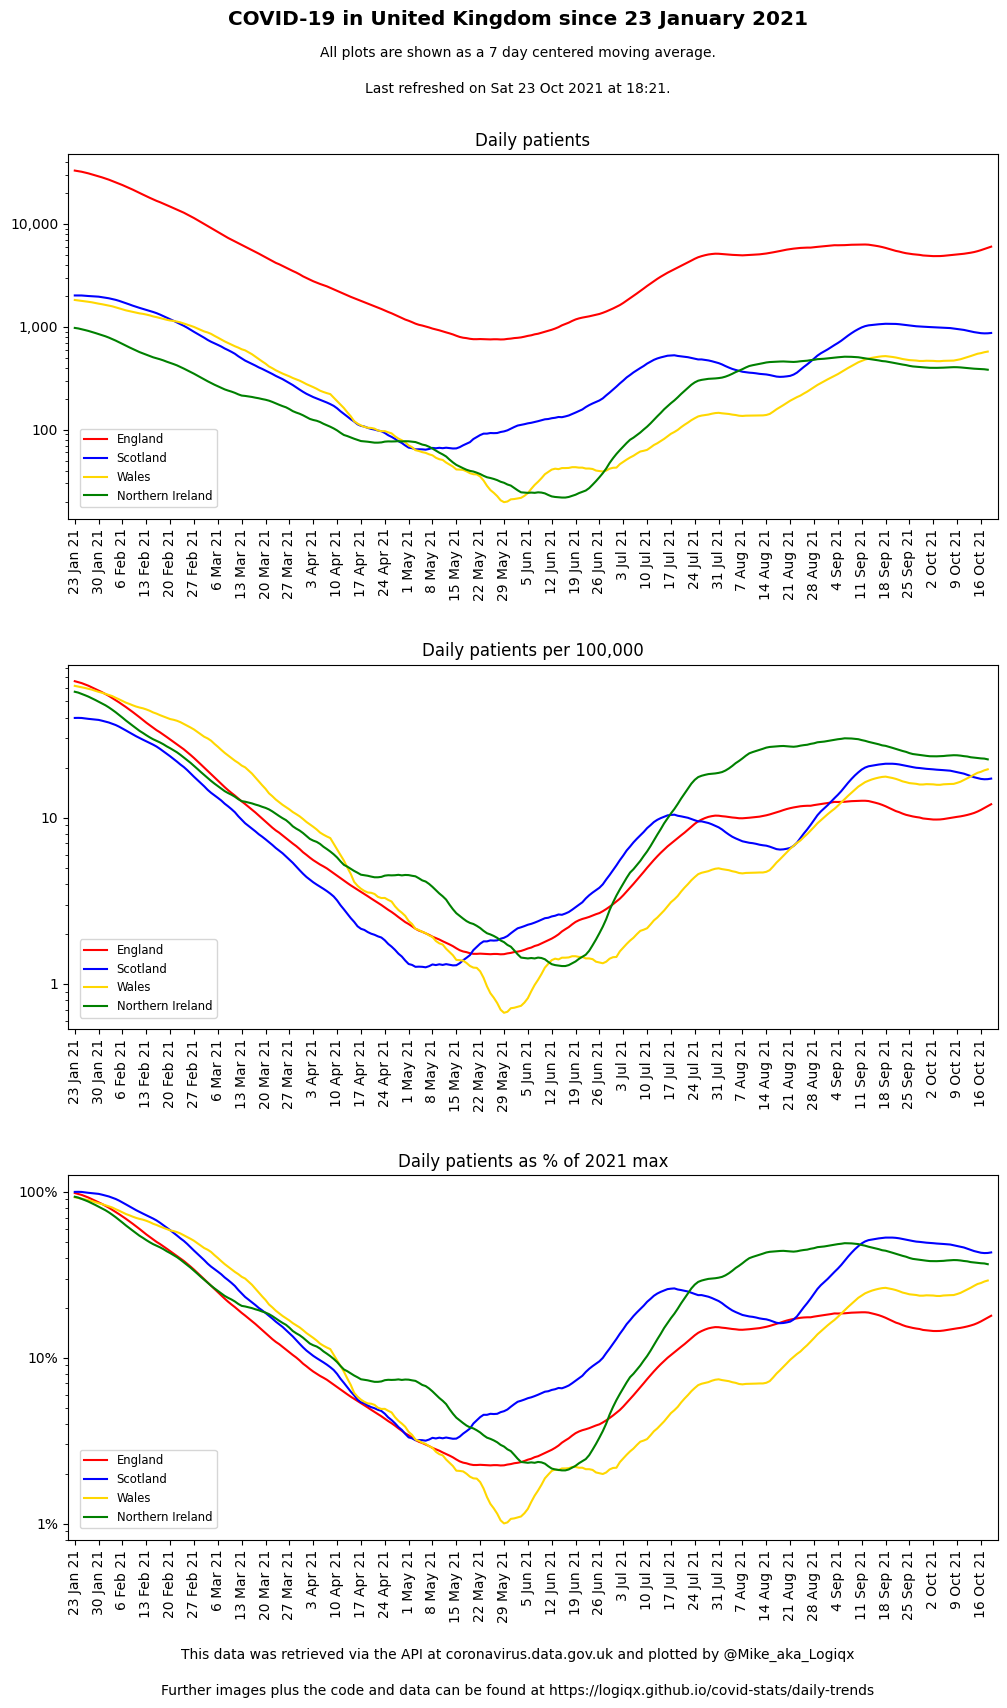 COVID-19 in United Kingdom since 23 January 2021
All plots are shown as a 7 day centered moving average.
Last refreshed on Sat 23 Oct 2021 at 18:21.
Daily patients
10,000
1,000
100
England
Scotland
Wales
Northern Ireland
23 Jan 21
30 Jan 21
6 Feb 21
13 Feb 21
20 Feb 21
27 Feb 21
6 Mar 21
13 Mar 21
20 Mar 21
27 Mar 21
3 Apr 21
10 Apr 21
17 Apr 21
24 Apr 21
1 May 21
8 May 21
15 May 21
22 May 21
29 May 21
5 Jun 21
12 Jun 21
19 Jun 21
26 Jun 21
3 Jul 21
10 Jul 21
17 Jul 21
24 Jul 21
31 Jul 21
7 Aug 21
14 Aug 21
21 Aug 21
28 Aug 21
4 Sep 21
11 Sep 21
18 Sep 21
25 Sep 21
2 Oct 21
9 Oct 21
16 Oct 21
Daily patients per 100,000
10
1
England
Scotland
Wales
Northern Ireland
23 Jan 21
30 Jan 21
6 Feb 21
13 Feb 21
20 Feb 21
27 Feb 21
6 Mar 21
13 Mar 21
20 Mar 21
27 Mar 21
3 Apr 21
10 Apr 21
17 Apr 21
24 Apr 21
1 May 21
8 May 21
15 May 21
22 May 21
29 May 21
5 Jun 21
12 Jun 21
19 Jun 21
26 Jun 21
3 Jul 21
10 Jul 21
17 Jul 21
24 Jul 21
31 Jul 21
7 Aug 21
14 Aug 21
21 Aug 21
28 Aug 21
4 Sep 21
11 Sep 21
18 Sep 21
25 Sep 21
2 Oct 21
9 Oct 21
16 Oct 21
Daily patients as % of 2021 max
100%
10%
1%
England
Scotland
Wales
Northern Ireland
23 Jan 21
30 Jan 21
6 Feb 21
13 Feb 21
20 Feb 21
27 Feb 21
6 Mar 21
13 Mar 21
20 Mar 21
27 Mar 21
3 Apr 21
10 Apr 21
17 Apr 21
24 Apr 21
1 May 21
8 May 21
15 May 21
22 May 21
29 May 21
5 Jun 21
12 Jun 21
19 Jun 21
26 Jun 21
3 Jul 21
10 Jul 21
17 Jul 21
24 Jul 21
31 Jul 21
7 Aug 21
14 Aug 21
21 Aug 21
28 Aug 21
4 Sep 21
11 Sep 21
18 Sep 21
25 Sep 21
2 Oct 21
9 Oct 21
16 Oct 21
This data was retrieved via the API at coronavirus.data.gov.uk and plotted by @Mike_aka_Logiqx
Further images plus the code and data can be found at https://logiqx.github.io/covid-stats/daily-trends